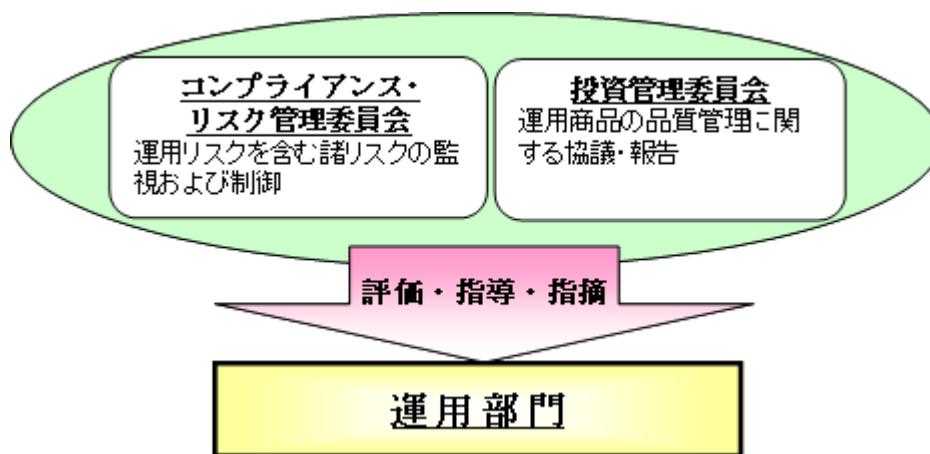 コンプライアンス・
リスク管理委員会
運用リスクを含む諸リスクの監
視および制御
投資管理委員会
運用商品の品質管理に関
する協議・報告
評価・指導・指摘
運用部門